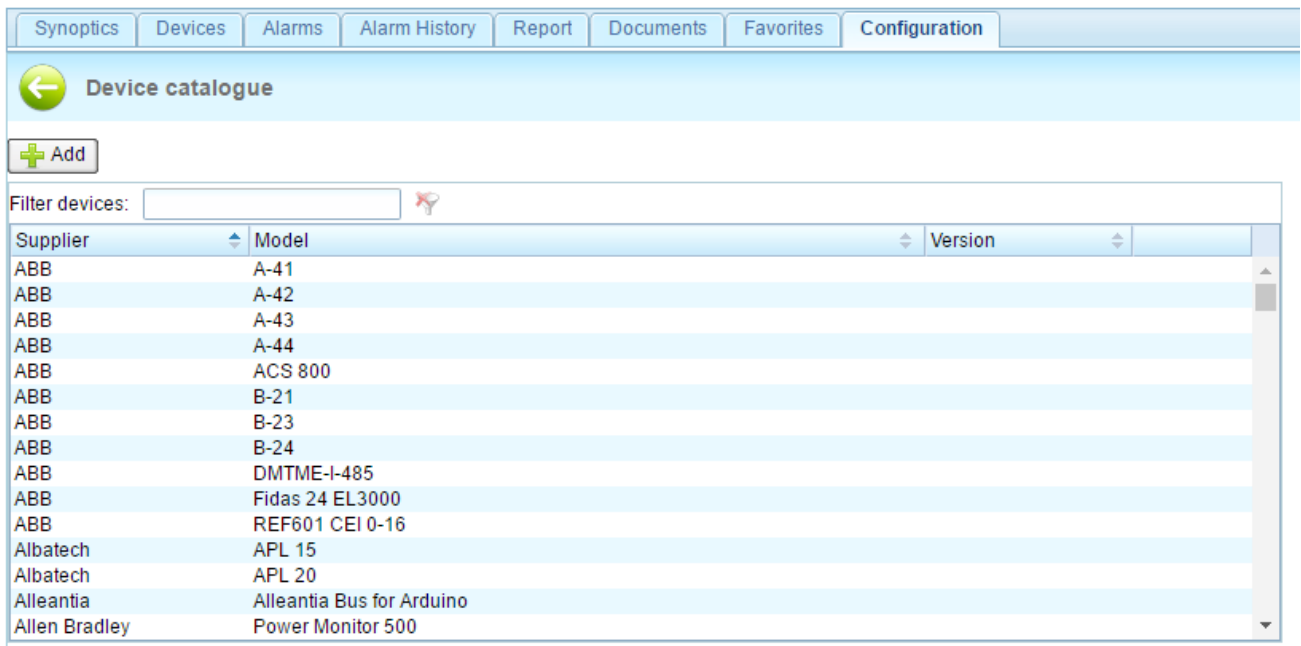 Synoptics Devices Alarms Alarm History Report Documents Favorites Configuration
Device catalogue
Add
Filter devices:
Supplier Model Version
ABB A-41
ABB A-42
ABB A-43
ABB A-44
ABB ACS 800
ABB B-21
ABB B-23
ABB B-24
ABB DMTME-I-485
ABB Fidas 24 EL3000
ABB REF601 CEI 0-16
Albatech APL 15
Albatech APL 20
Alleantia Alleantia Bus for Arduino
Allen Bradley Power Monitor 500